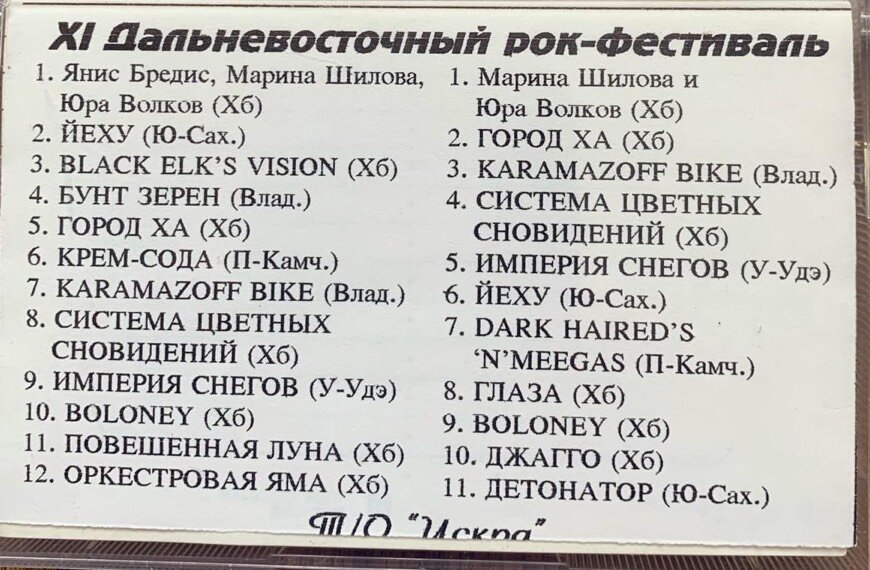 XI Дальневосточный рок-фестиваль
1. Янис Бредис, Марина Шилова,
Юра Волков (Хб)
2. ЙЕХУ (Ю-Сах.)
3. BLACK ELK'S VISION (Хб)
4. БУНТ ЗЕРЕН (Влад.)
5. ГОРОД ХА (Хб)
6. КРЕМ-СОДА (П-Камч.)
7. KARAMAZOFF BIKE (Влад.)
8. СИСТЕМА ЦВЕТНЫХ
СНОВИДЕНИЙ (Хб)
9. ИМПЕРИЯ СНЕГОВ (У-Удэ)
10. BOLONEY (Хб)
11. ПОВЕШЕННАЯ ЛУНА (Хб)
12. ОРКЕСТРОВАЯ ЯМА (Хб)
1. Марина Шилова и
Юра Волков (Хб)
2. ГОРОД ХА (Хб)
3. KARAMAZOFF BIKE (Влад.)
4. СИСТЕМА ЦВЕТНЫХ
СНОВИДЕНИЙ (Хб)
5. ИМПЕРИЯ СНЕГОВ (У-Удэ)
6. ЙЕХУ (Ю-Сах.)
7. DARK HAIRED'S
'N'MEEGAS (П-Камч.)
8. ГЛАЗА (Хб)
9. BOLONEY (Хб)
10. ДЖАГГО (Хб)
11. ДЕТОНАТОР (Ю-Сах.)
Т/О "Искра"